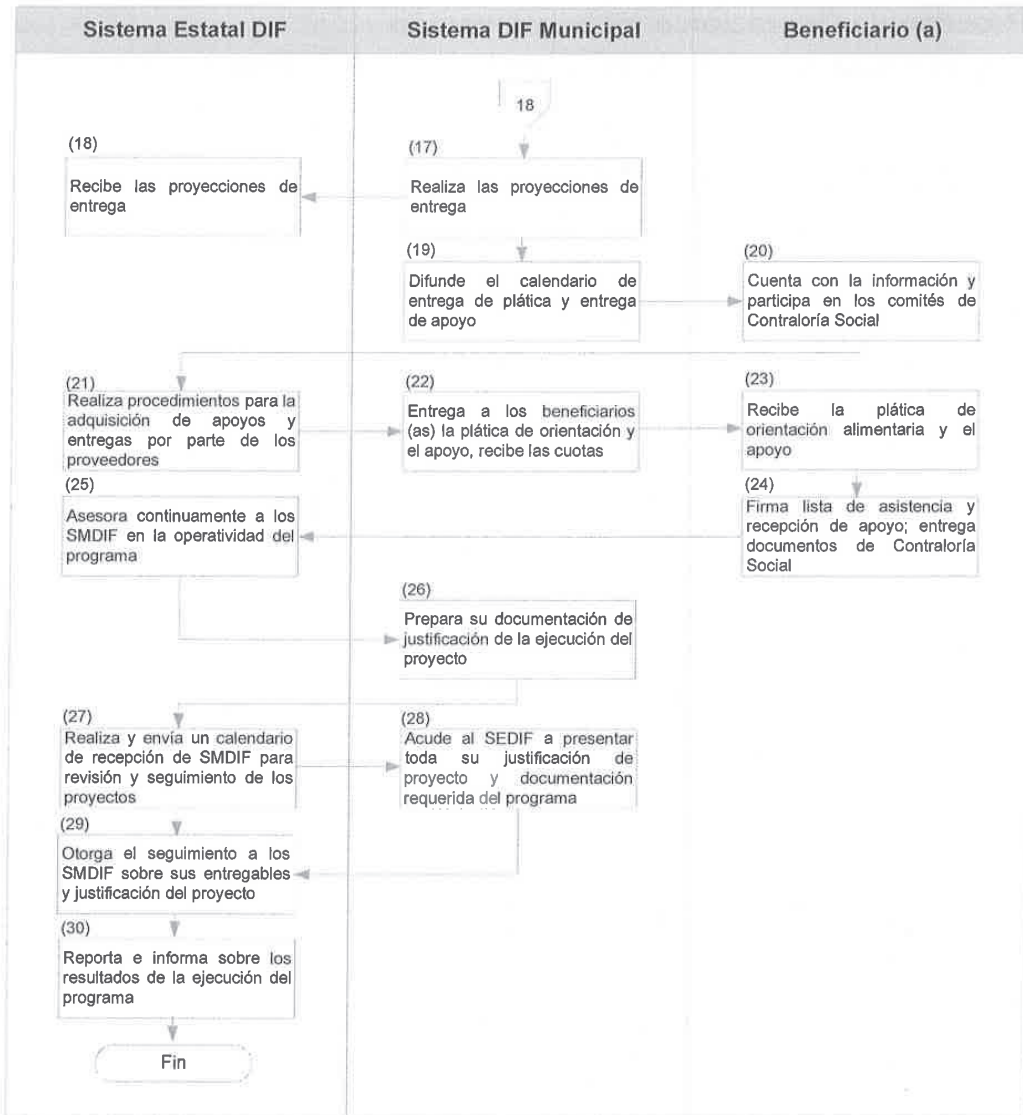 Sistema Estatal DIF
Sistema DIF Municipal
Beneficiario (a)
18
(18)
Recibe las proyecciones de
entrega
(17)
Realiza las proyecciones de
entrega
(19)
Difunde el calendario de
entrega de plática y entrega
de apoyo
(20)
Cuenta con la información y
participa en los comités de
Contraloría Social
(21)
Realiza procedimientos para la
adquisición de apoyos y
entregas por parte de los
proveedores
(22)
Entrega a los beneficiarios
(as) la plática de orientación y
el apoyo, recibe las cuotas
(23)
Recibe la plática de
orientación alimentaria y el
apoyo
(24)
Firma lista de asistencia y
recepción de apoyo; entrega
documentos de Contraloría
Social
(25)
Asesora continuamente a los
SMDIF en la operatividad del
programa
(26)
Prepara su documentación de
justificación de la ejecución del
proyecto
(27)
Realiza y envía un calendario
de recepción de SMDIF para
revisión y seguimiento de los
proyectos
(28)
Acude al SEDIF a presentar
toda su justificación de
proyecto y documentación
requerida del programa
(29)
Otorga el seguimiento a los
SMDIF sobre sus entregables
y justificación del proyecto
(30)
Reporta e informa sobre los
resultados de la ejecución del
programa
Fin